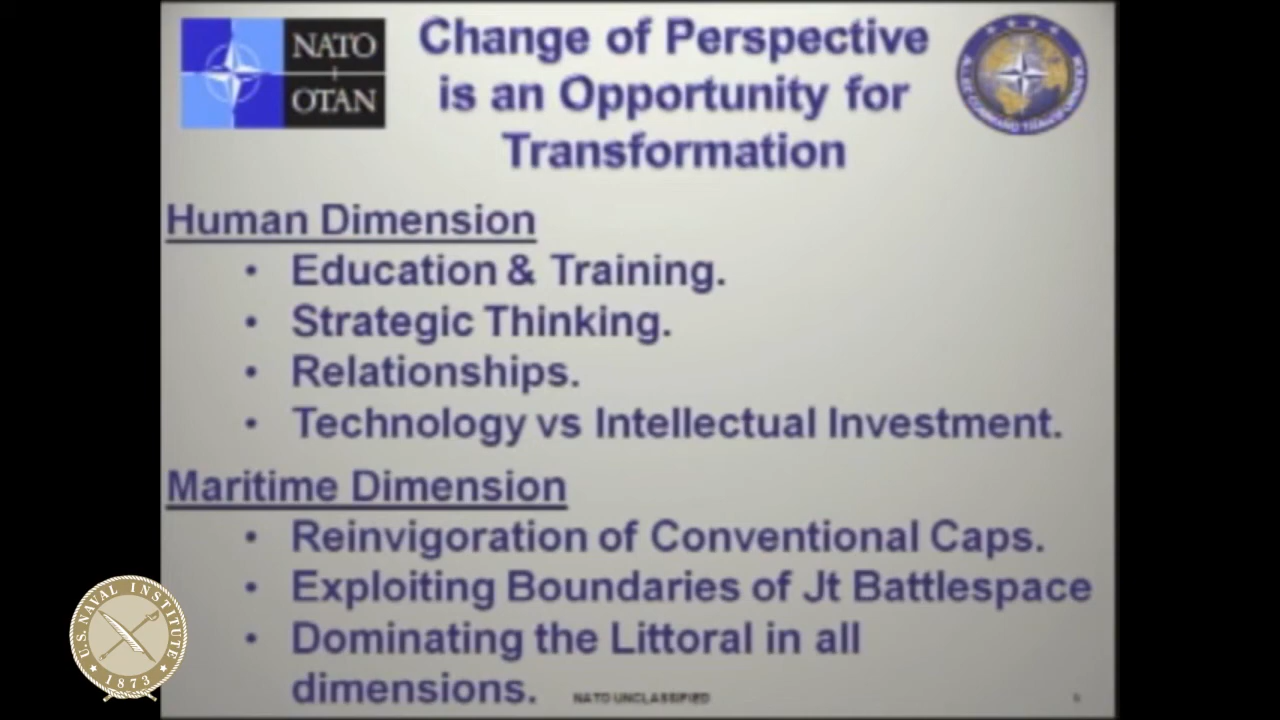 NATO
OTAN
Change of Perspective
is an Opportunity for
Transformation
Human Dimension
• Education & Training.
• Strategic Thinking.
• Relationships.
• Technology vs Intellectual Investment.
Maritime Dimension
• Reinvigoration of Conventional Caps.
• Exploiting Boundaries of Jt Battlespace
• Dominating the Littoral in all
dimensions.
NATO UNCLASSIFIED
U.S. NAVAL INSTITUTE
1873